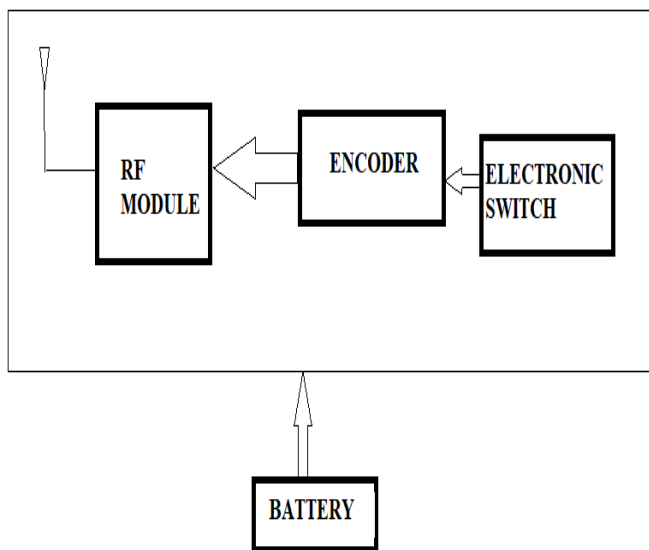 RF
MODULE
ENCODER
ELECTRONIC
SWITCH
BATTERY